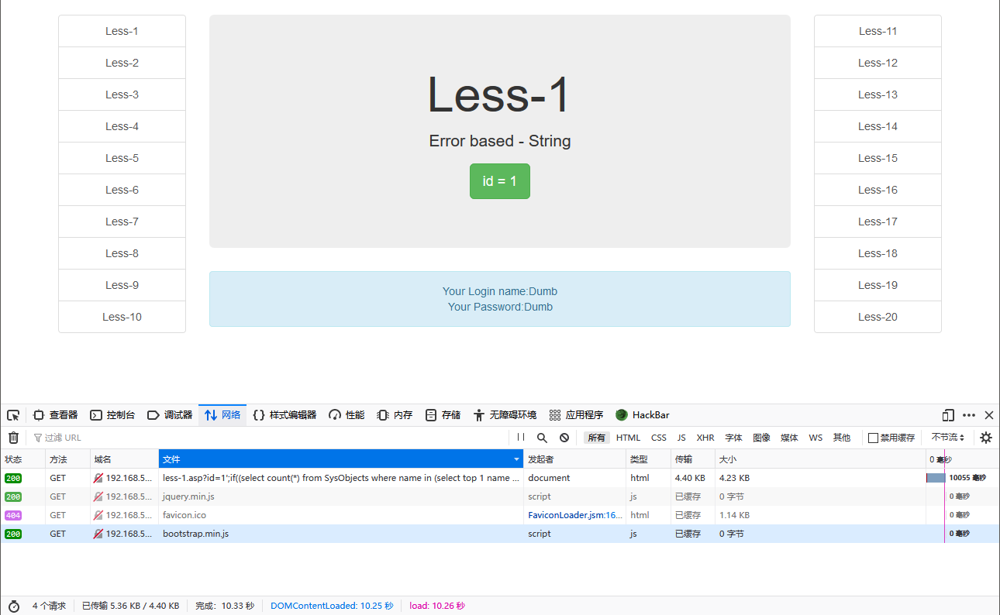 Less-1
Less-2
Less-3
Less-4
Less-5
Less-6
Less-7
Less-8
Less-9
Less-10
Less-1
Error based - String
id = 1
Your Login name:Dumb
Your Password:Dumb
Less-11
Less-12
Less-13
Less-14
Less-15
Less-16
Less-17
Less-18
Less-19
Less-20
查看器 控制台 调试器 网络 样式编辑器 性能 内存 存储 无障碍环境 应用程序 HackBar
过滤 URL 所有 HTML CSS JS XHR 字体 图像 媒体 WS 其他 禁用缓存 不节流
状态 方法 域名 文件 发起者 类型 传输 大小 0 毫秒
200 GET 192.168.5... less-1.asp?id=1';if((select count(*) from SysObjects where name in (select top 1 name ... document html 4.40 KB 4.23 KB 10055 毫秒
200 GET 192.168.5... jquery.min.js script js 已缓存 0 字节 0 毫秒
404 GET 192.168.5... favicon.ico FaviconLoader.jsm:16... html 已缓存 1.14 KB 0 毫秒
200 GET 192.168.5... bootstrap.min.js script js 已缓存 0 字节 0 毫秒
4 个请求 已传输 5.36 KB / 4.40 KB 完成：10.33 秒 DOMContentLoaded: 10.25 秒 load: 10.26 秒